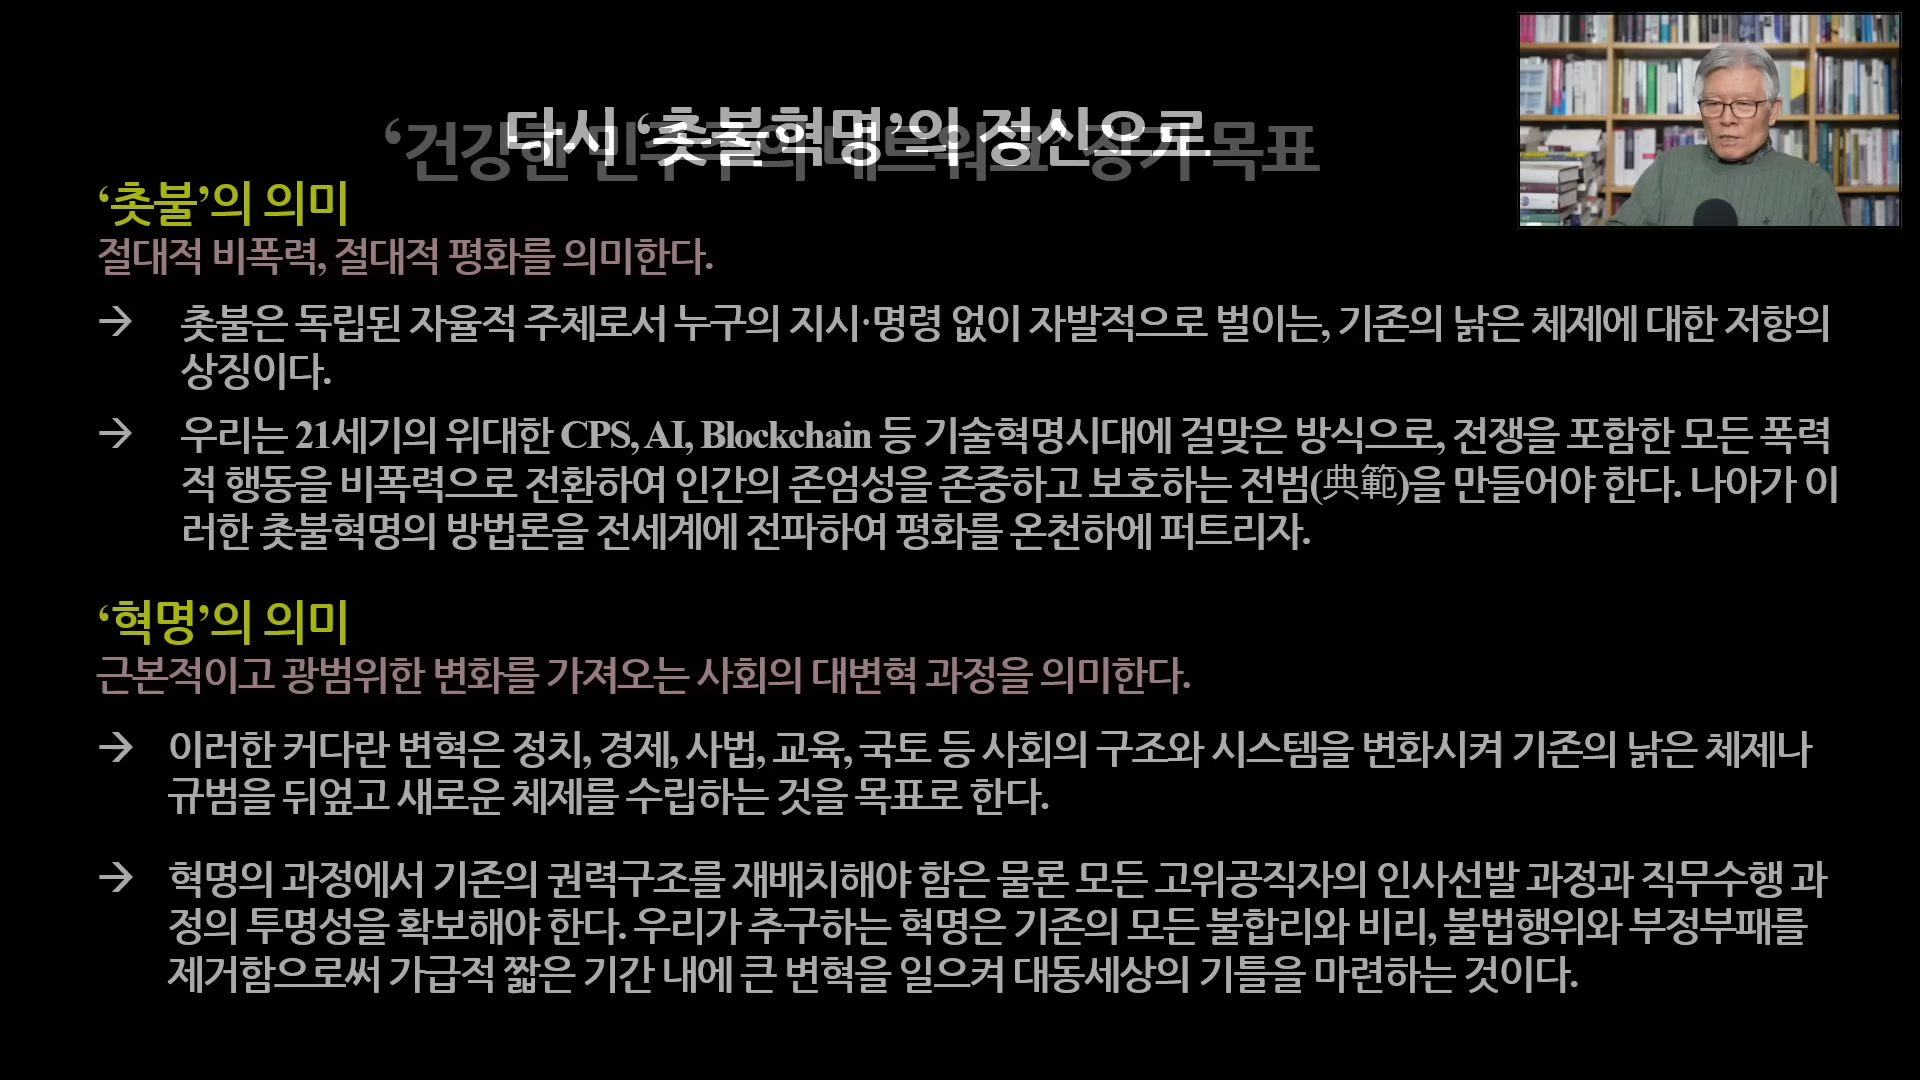 다시 ‘촛불혁명’의 정신으로
‘건강한 민주주의 네트워크’ 장기 목표
‘촛불’의 의미
절대적 비폭력, 절대적 평화를 의미한다.
→ 촛불은 독립된 자율적 주체로서 누구의 지시·명령 없이 자발적으로 벌이는, 기존의 낡은 체제에 대한 저항의
상징이다.
→ 우리는 21세기의 위대한 CPS, AI, Blockchain 등 기술혁명시대에 걸맞은 방식으로, 전쟁을 포함한 모든 폭력
적 행동을 비폭력으로 전환하여 인간의 존엄성을 존중하고 보호하는 전범(典範)을 만들어야 한다. 나아가 이
러한 촛불혁명의 방법론을 전세계에 전파하여 평화를 온천하에 퍼트리자.
‘혁명’의 의미
근본적이고 광범위한 변화를 가져오는 사회의 대변혁 과정을 의미한다.
→ 이러한 커다란 변혁은 정치, 경제, 사법, 교육, 국토 등 사회의 구조와 시스템을 변화시켜 기존의 낡은 체제나
규범을 뒤엎고 새로운 체제를 수립하는 것을 목표로 한다.
→ 혁명의 과정에서 기존의 권력구조를 재배치해야 함은 물론 모든 고위공직자의 인사선발 과정과 직무수행 과
정의 투명성을 확보해야 한다. 우리가 추구하는 혁명은 기존의 모든 불합리와 비리, 불법행위와 부정부패를
제거함으로써 가급적 짧은 기간 내에 큰 변혁을 일으켜 대동세상의 기틀을 마련하는 것이다.